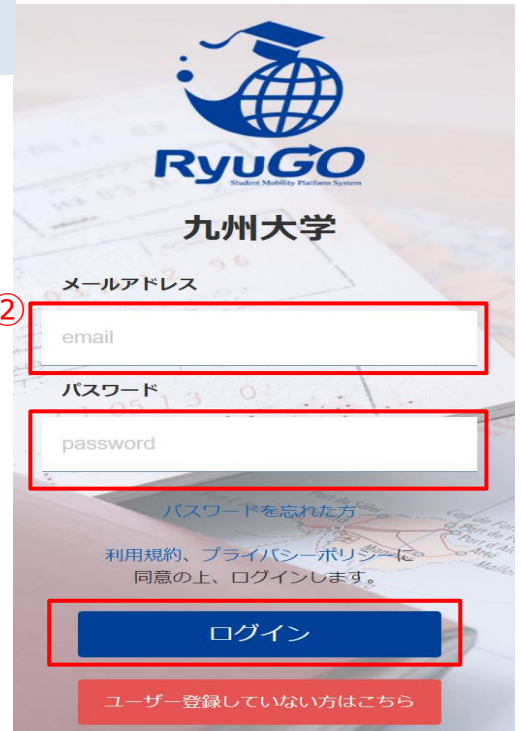 RyuGO
Student Mobility Platform System
九州大学
メールアドレス
②
email
パスワード
password
パスワードを忘れた方
利用規約、プライバシーポリシーに
同意の上、ログインします。
ログイン
ユーザー登録していない方はこちら